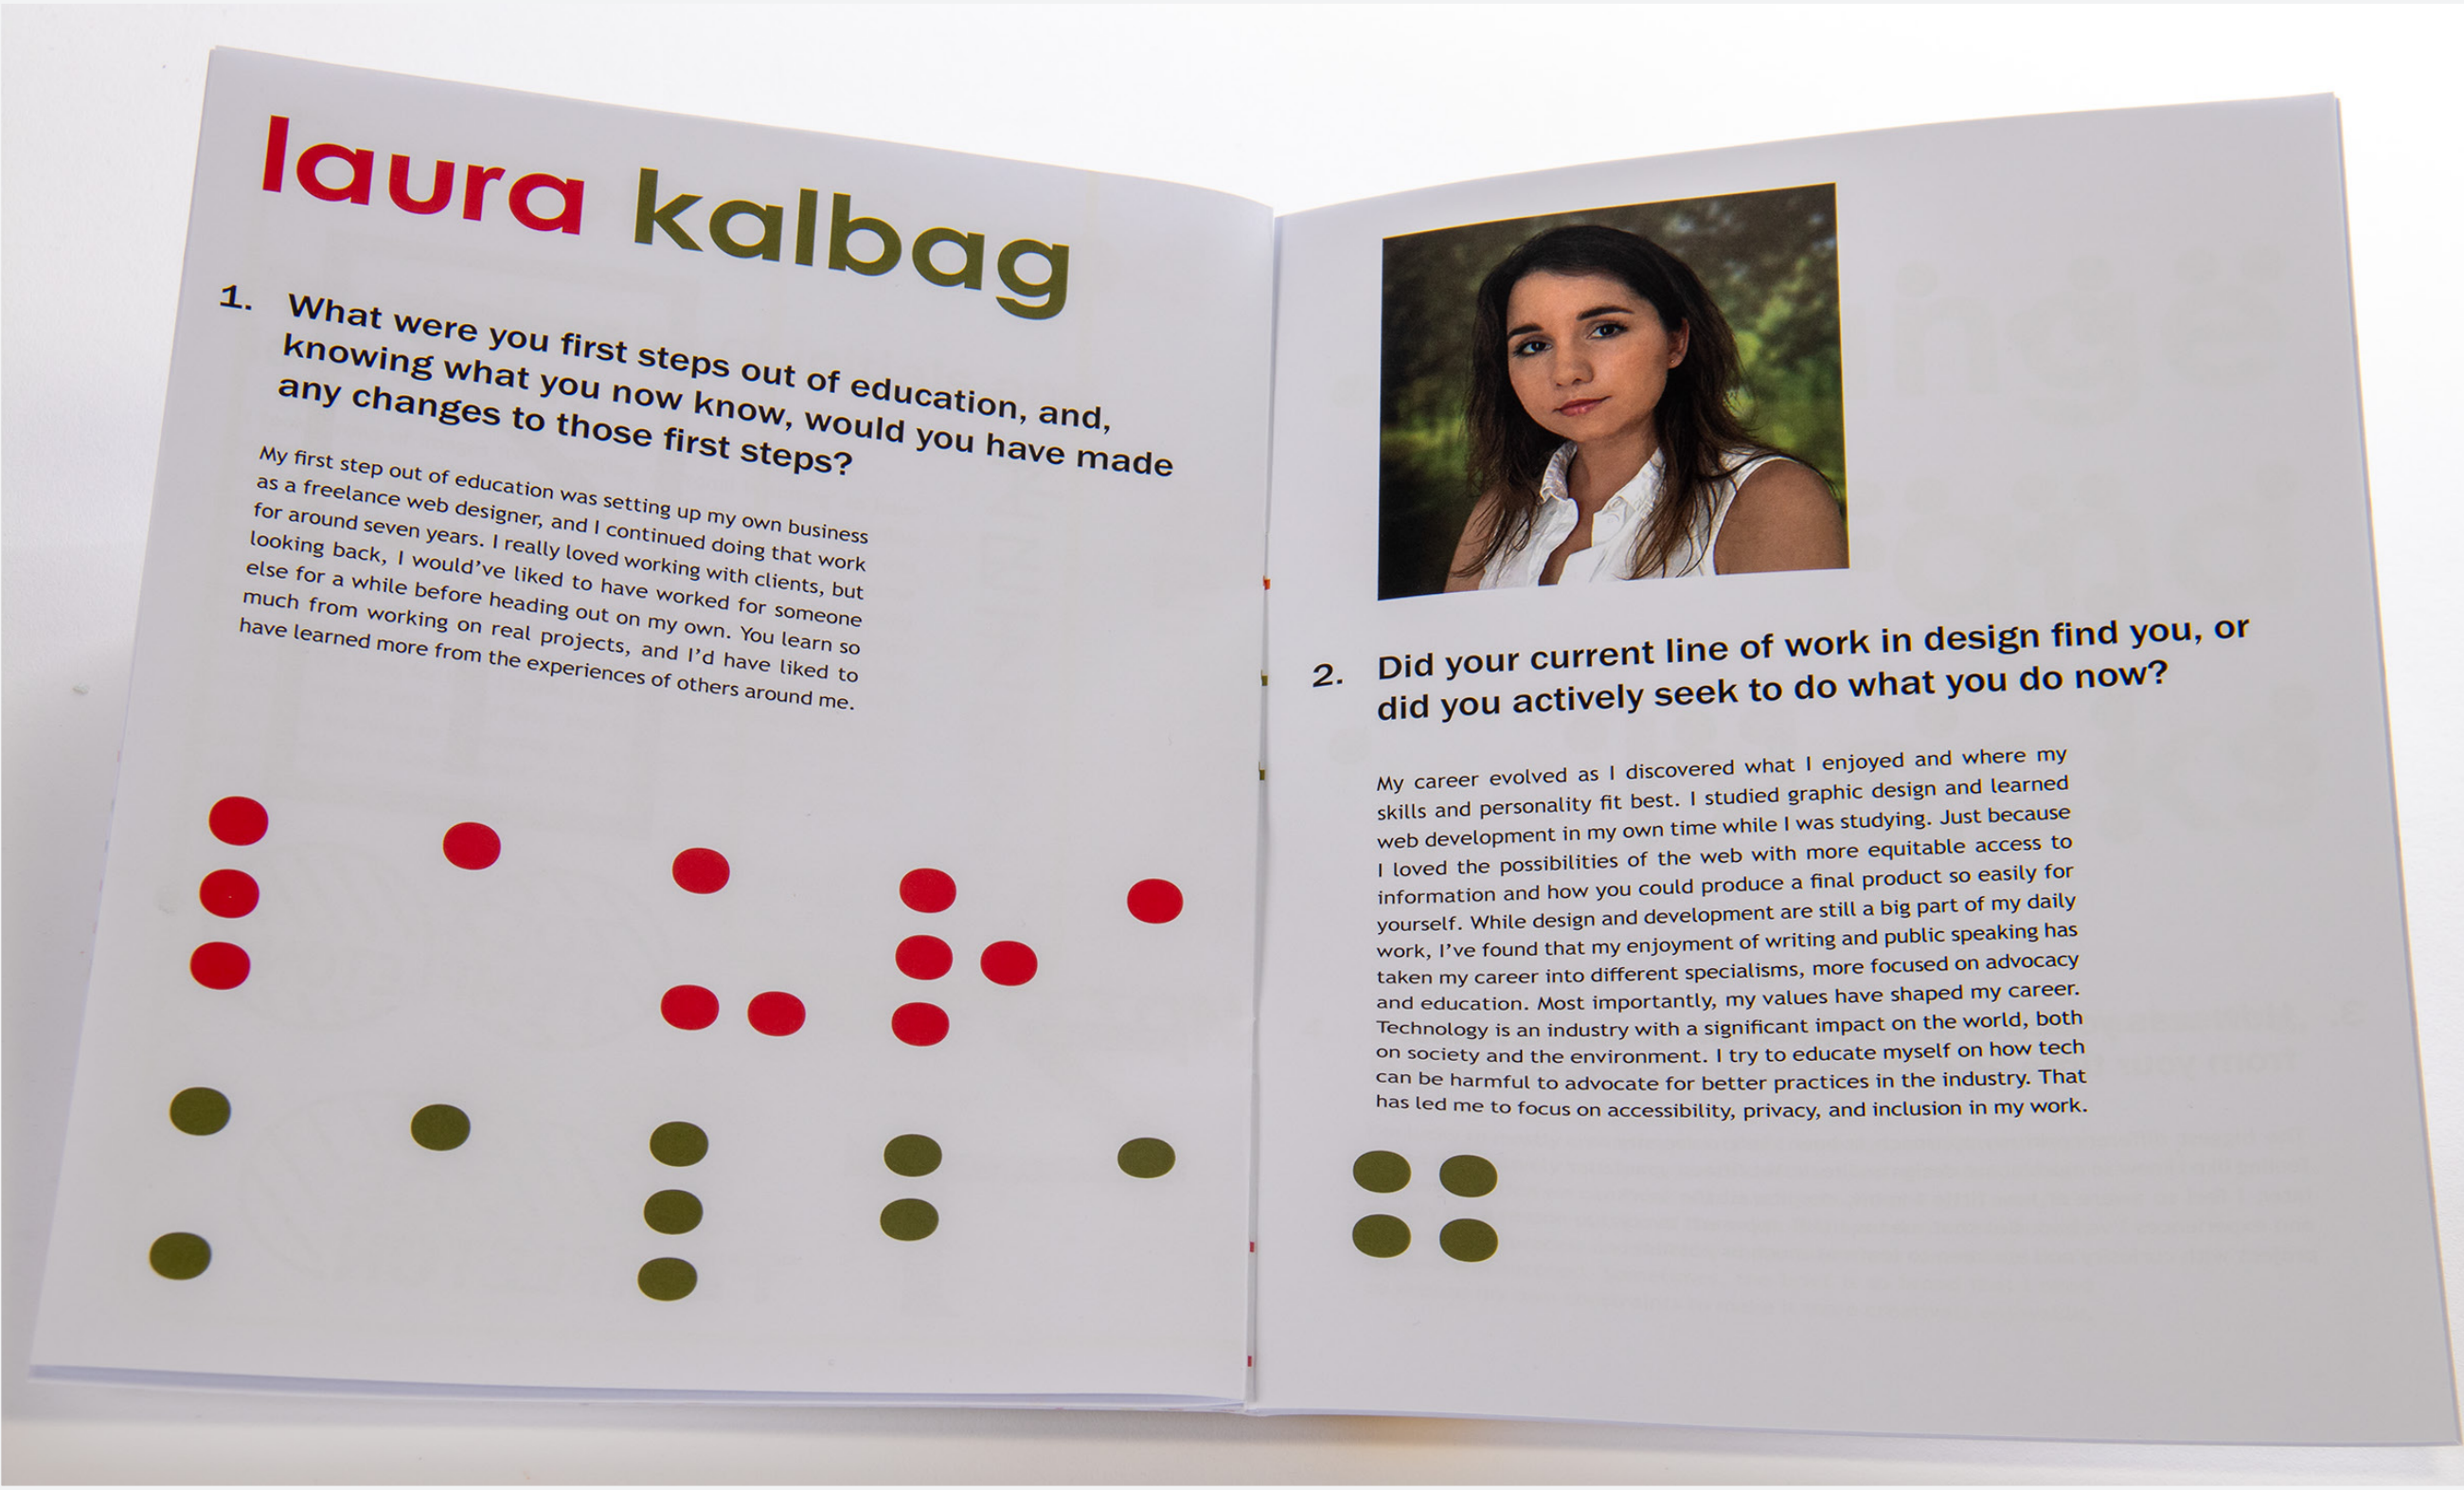 laura kalbag
1. What were you first steps out of education, and,
knowing what you now know, would you have made
any changes to those first steps?
My first step out of education was setting up my own business
as a freelance web designer, and I continued doing that work
for around seven years. I really loved working with clients, but
looking back, I would’ve liked to have worked for someone
else for a while before heading out on my own. You learn so
much from working on real projects, and I’d have liked to
have learned more from the experiences of others around me.
2. Did your current line of work in design find you, or
did you actively seek to do what you do now?
My career evolved as I discovered what I enjoyed and where my
skills and personality fit best. I studied graphic design and learned
web development in my own time while I was studying. Just because
I loved the possibilities of the web with more equitable access to
information and how you could produce a final product so easily for
yourself. While design and development are still a big part of my daily
work, I’ve found that my enjoyment of writing and public speaking has
taken my career into different specialisms, more focused on advocacy
and education. Most importantly, my values have shaped my career.
Technology is an industry with a significant impact on the world, both
on society and the environment. I try to educate myself on how tech
can be harmful to advocate for better practices in the industry. That
has led me to focus on accessibility, privacy, and inclusion in my work.